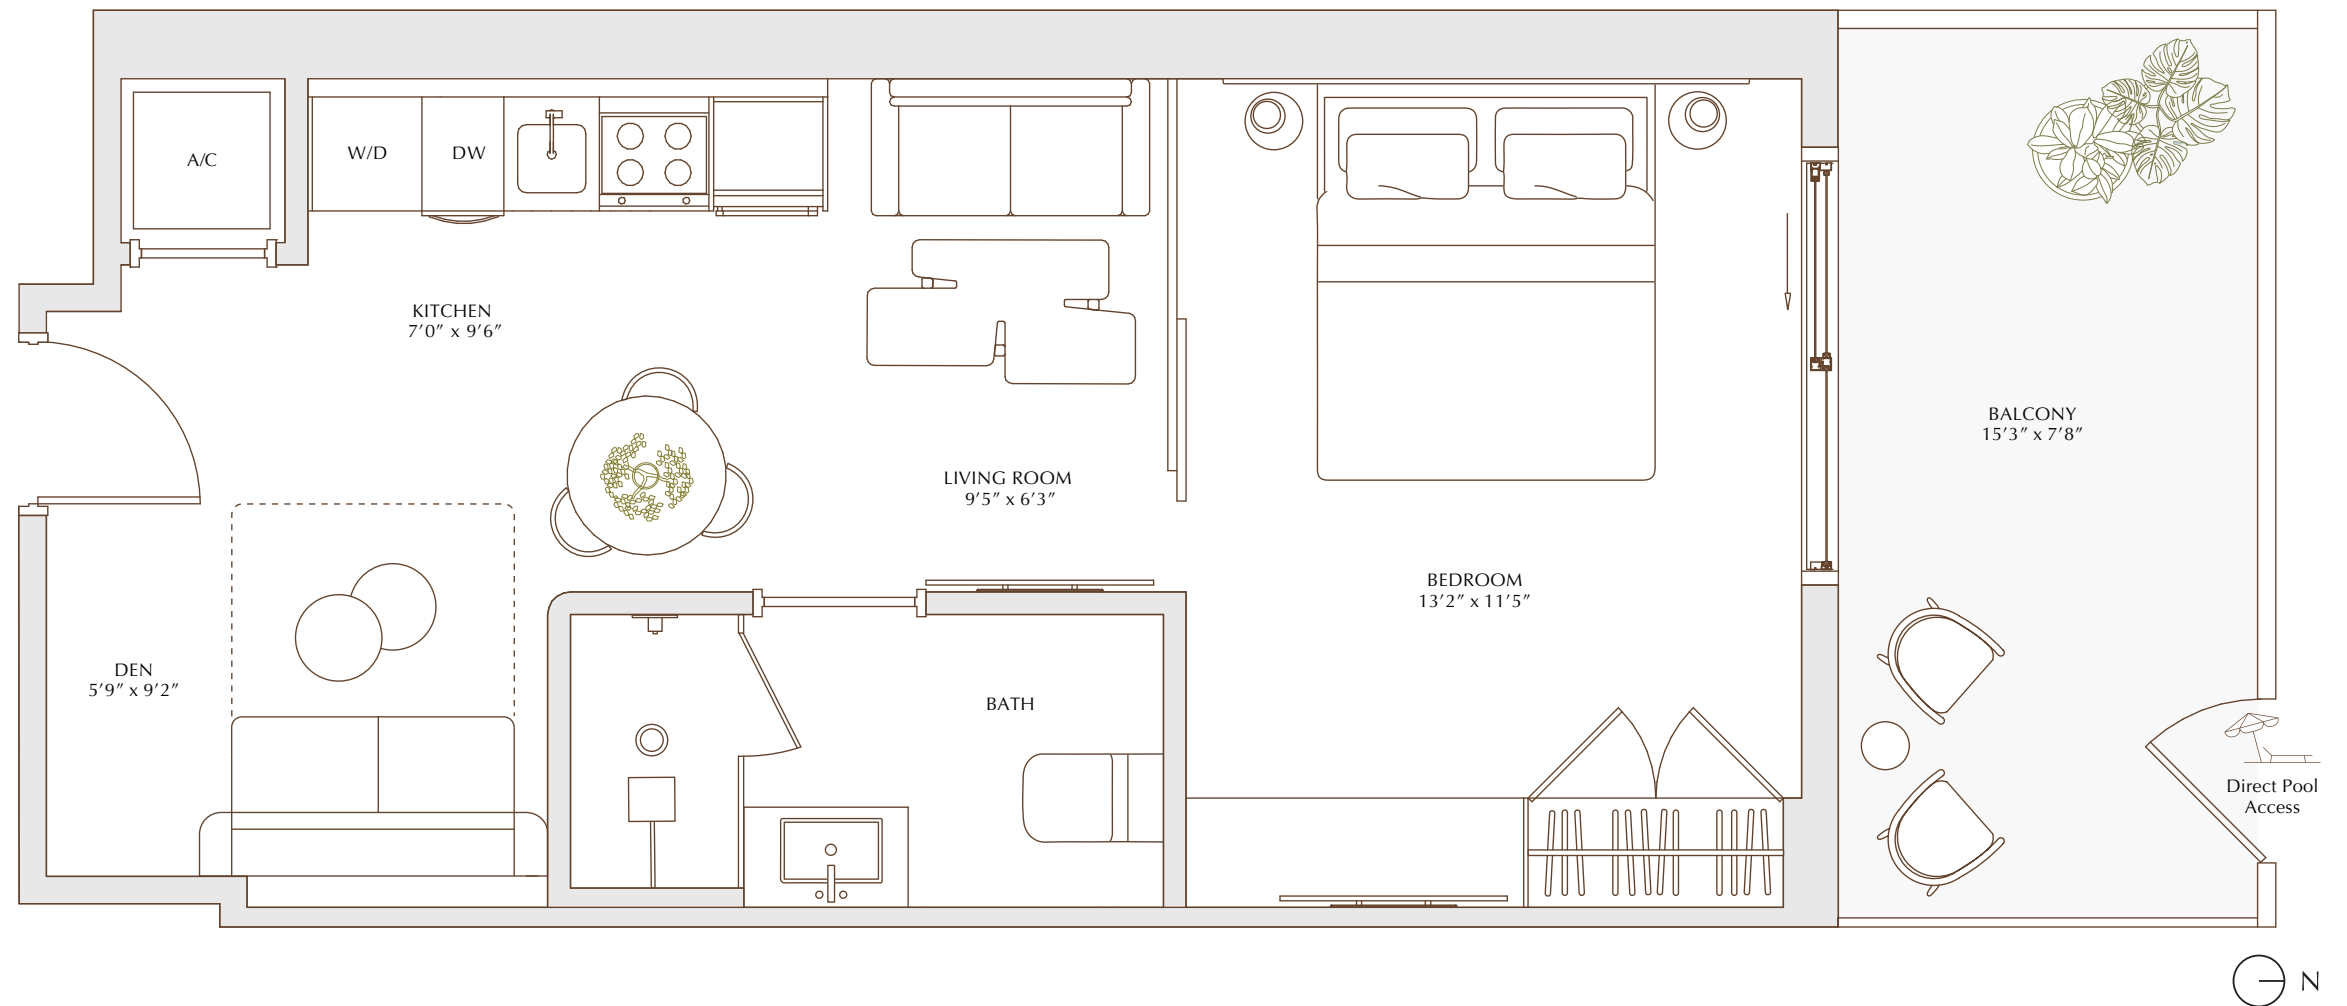 A/C
W/D
DW
KITCHEN
7’0” x 9’6”
LIVING ROOM
9’5” x 6’3”
BALCONY
15’3” x 7’8”
BEDROOM
13’2” x 11’5”
DEN
5’9” x 9’2”
BATH
Direct Pool
Access
N